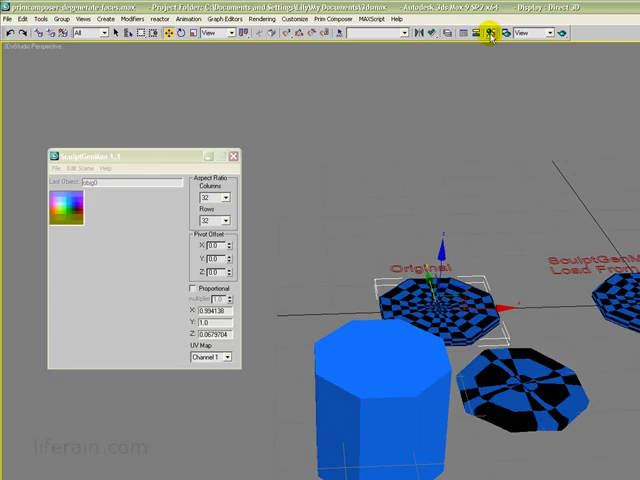 primcomposer-degenerate-faces.max - Project Folder: C:\Documents and Settings\Lily\My Documents\3dsmax - Autodesk 3ds Max 9 SP2 x64 - Display : Direct 3D
File Edit Tools Group Views Create Modifiers reactor Animation Graph Editors Rendering Customize Prim Composer MAXScript Help
All View View
3DxStudio Perspective
SculptGenMax 1.1
File Edit Scene Help
Last Object: obig0
Aspect Ratio
Columns
32
Rows
32
Pivot Offset
X: 0.0
Y: 0.0
Z: 0.0
Proportional
multiplier 1.0
X: 0.994138
Y: 1.0
Z: 0.0679704
UV Map
Channel 1
z
Original
x
SculptGenM
Load From
liferain.com